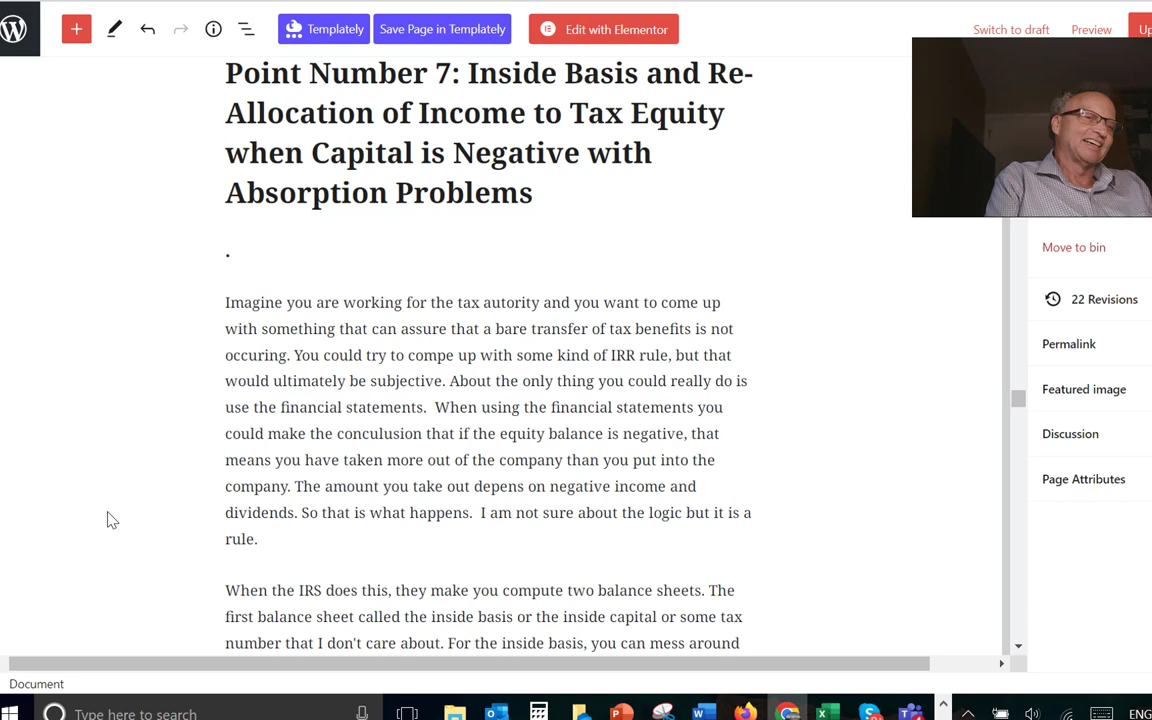 Templately
Save Page in Templately
Edit with Elementor
Switch to draft
Preview
Up
Point Number 7: Inside Basis and Re-
Allocation of Income to Tax Equity
when Capital is Negative with
Absorption Problems
.
Imagine you are working for the tax autority and you want to come up
with something that can assure that a bare transfer of tax benefits is not
occuring. You could try to compe up with some kind of IRR rule, but that
would ultimately be subjective. About the only thing you could really do is
use the financial statements.  When using the financial statements you
could make the conculusion that if the equity balance is negative, that
means you have taken more out of the company than you put into the
company. The amount you take out depens on negative income and
dividends. So that is what happens.  I am not sure about the logic but it is a
rule.
When the IRS does this, they make you compute two balance sheets. The
first balance sheet called the inside basis or the inside capital or some tax
number that I don't care about. For the inside basis, you can mess around
Move to bin
22 Revisions
Permalink
Featured image
Discussion
Page Attributes
Document
Type here to search
ENG